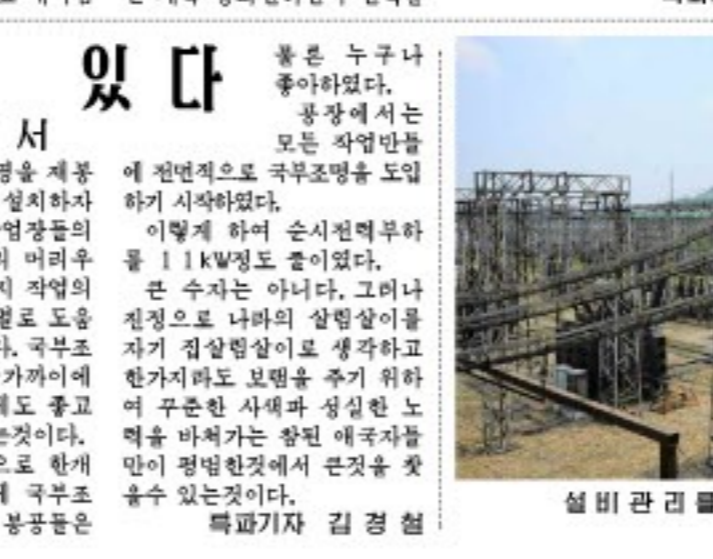 있 다
서
영을 재봉
설치하자
업장들의
머리우
지 작업의
별로 도움
다. 국부조
가까이에
도 좋고
는것이다.
으로 한개
국부조
봉공들은
물론 누구나
좋아하였다.
공장에서는
모든 작업반들
에 전면적으로 국부조명을 도입
하기 시작하였다.
이렇게 하여 순시전력부하
를 11kW정도 줄이였다.
큰 수자는 아니다. 그러나
진정으로 나라의 살림살이를
자기 집살림살이로 생각하고
한가지라도 보탬을 주기 위하
여 꾸준한 사색과 성실한 노
력을 바쳐가는 참된 애국자들
만이 평범한것에서 큰것을 찾
을수 있는것이다.
특파기자 김경철
설비관리를